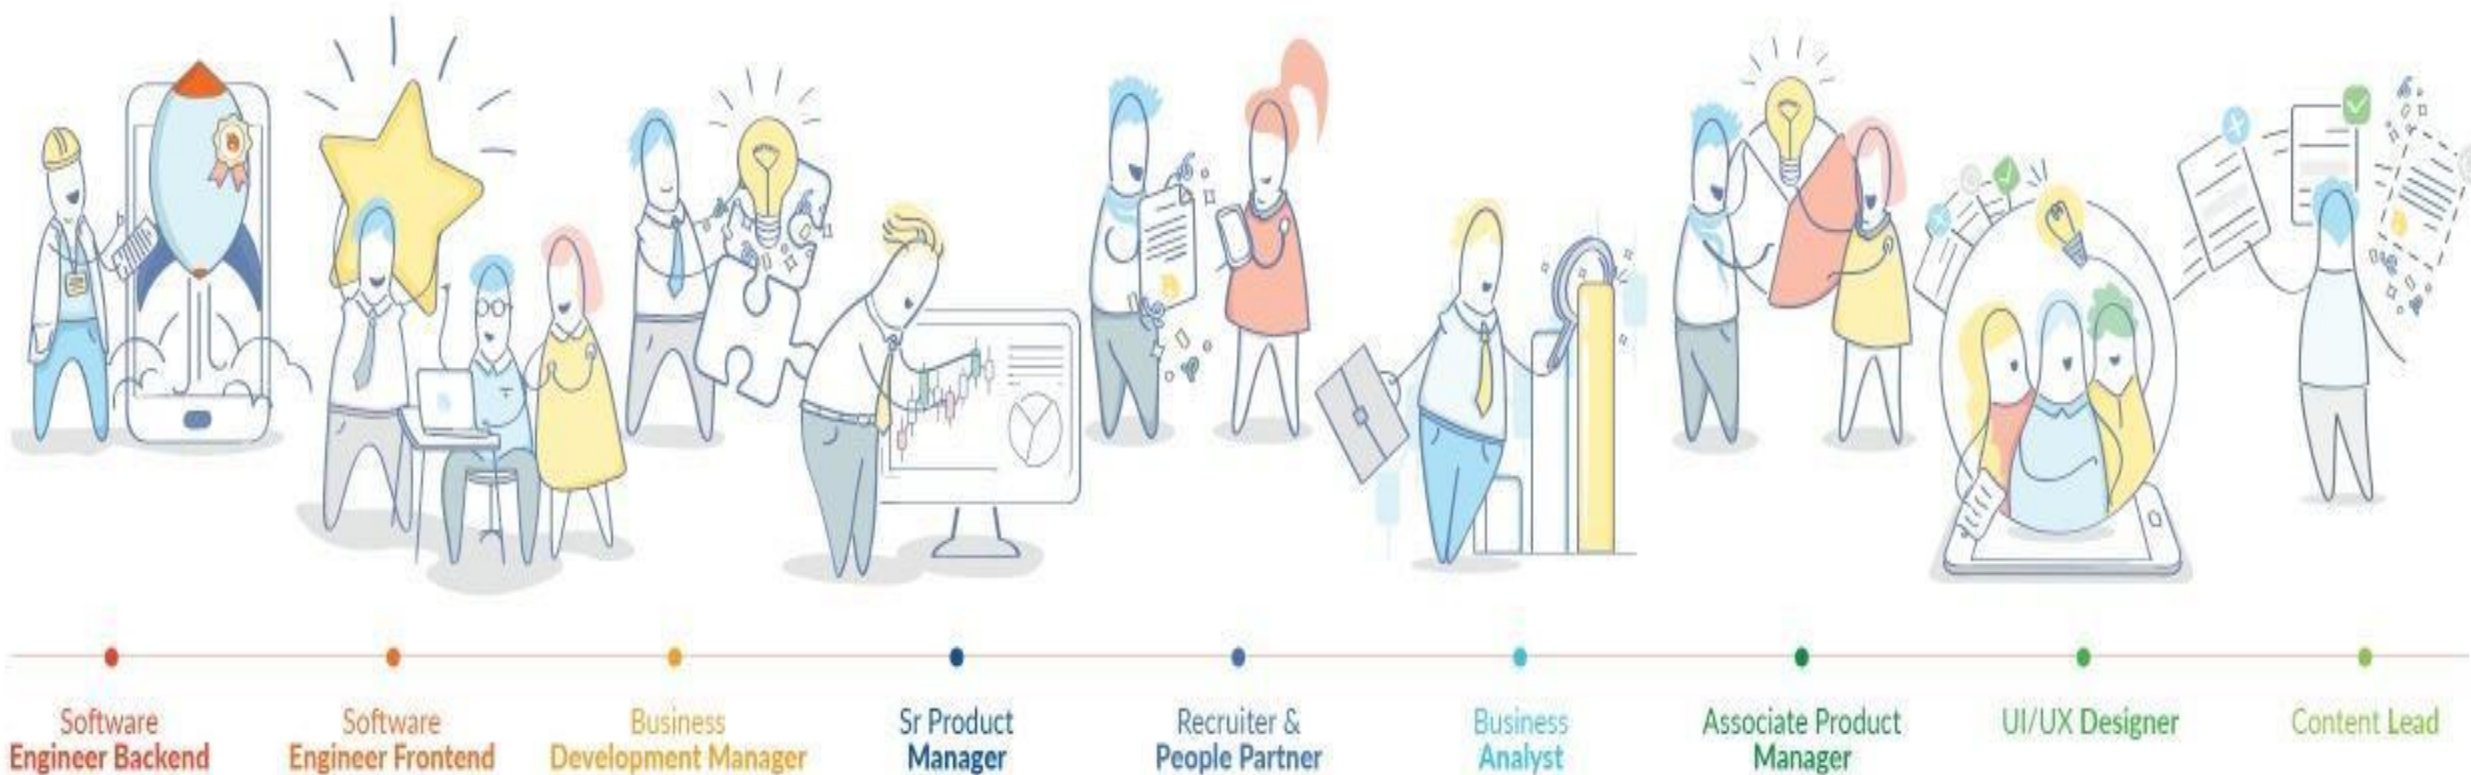 Software
Engineer Backend
Software
Engineer Frontend
Business
Development Manager
Sr Product
Manager
Recruiter &
People Partner
Business
Analyst
Associate Product
Manager
UI/UX Designer
Content Lead